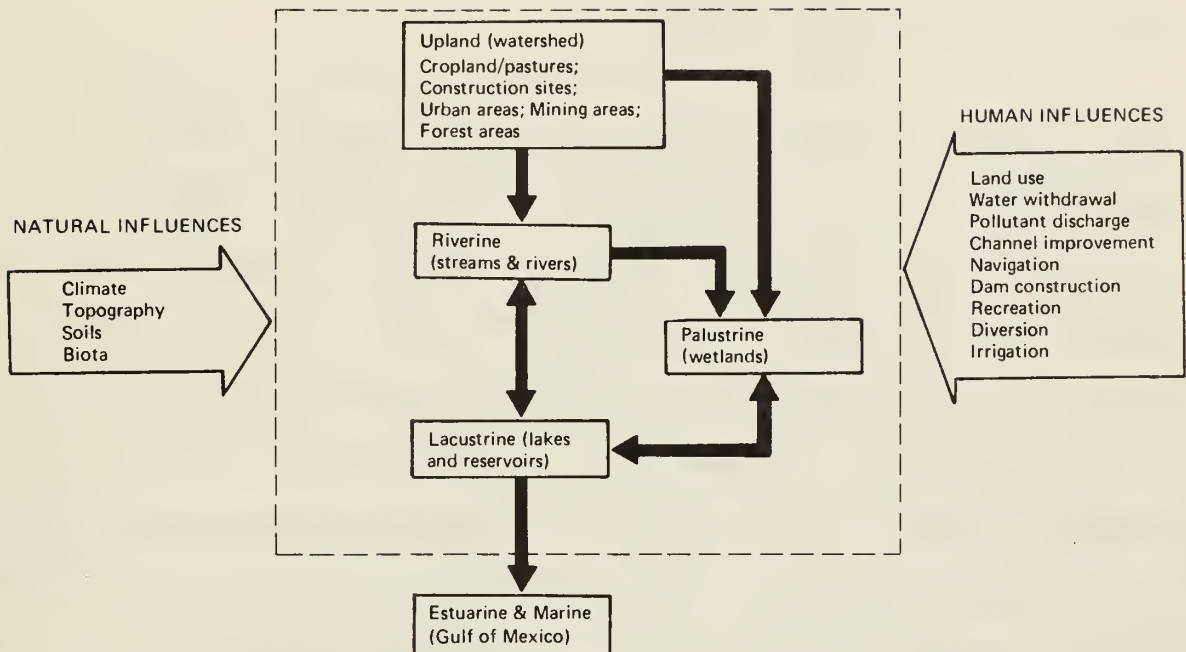 Upland (watershed)
Cropland/pastures;
Construction sites;
Urban areas; Mining areas;
Forest areas
HUMAN INFLUENCES
Land use
Water withdrawal
Pollutant discharge
Channel improvement
Navigation
Dam construction
Recreation
Diversion
Irrigation
NATURAL INFLUENCES
Climate
Topography
Soils
Biota
Riverine
(streams & rivers)
Palustrine
(wetlands)
Lacustrine (lakes
and reservoirs)
Estuarine & Marine
(Gulf of Mexico)